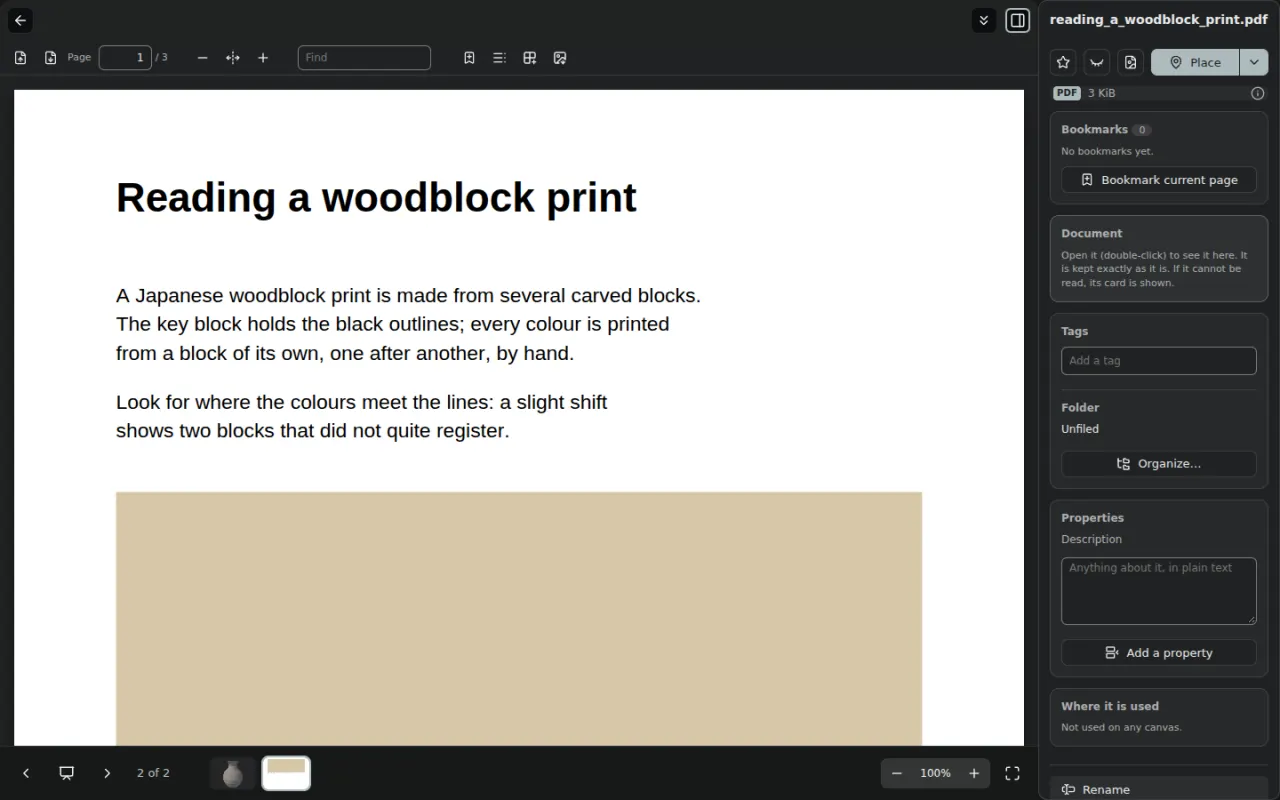 reading_a_woodblock_print.pdf
Page 1 / 3
Find
Place
PDF 3 KiB
Bookmarks 0
No bookmarks yet.
Bookmark current page
Document
Open it (double-click) to see it here. It
is kept exactly as it is. If it cannot be
read, its card is shown.
Tags
Add a tag
Folder
Unfiled
Organize...
Properties
Description
Anything about it, in plain text
Add a property
Where it is used
Not used on any canvas.
Rename
Reading a woodblock print
A Japanese woodblock print is made from several carved blocks.
The key block holds the black outlines; every colour is printed
from a block of its own, one after another, by hand.
Look for where the colours meet the lines: a slight shift
shows two blocks that did not quite register.
2 of 2
100%